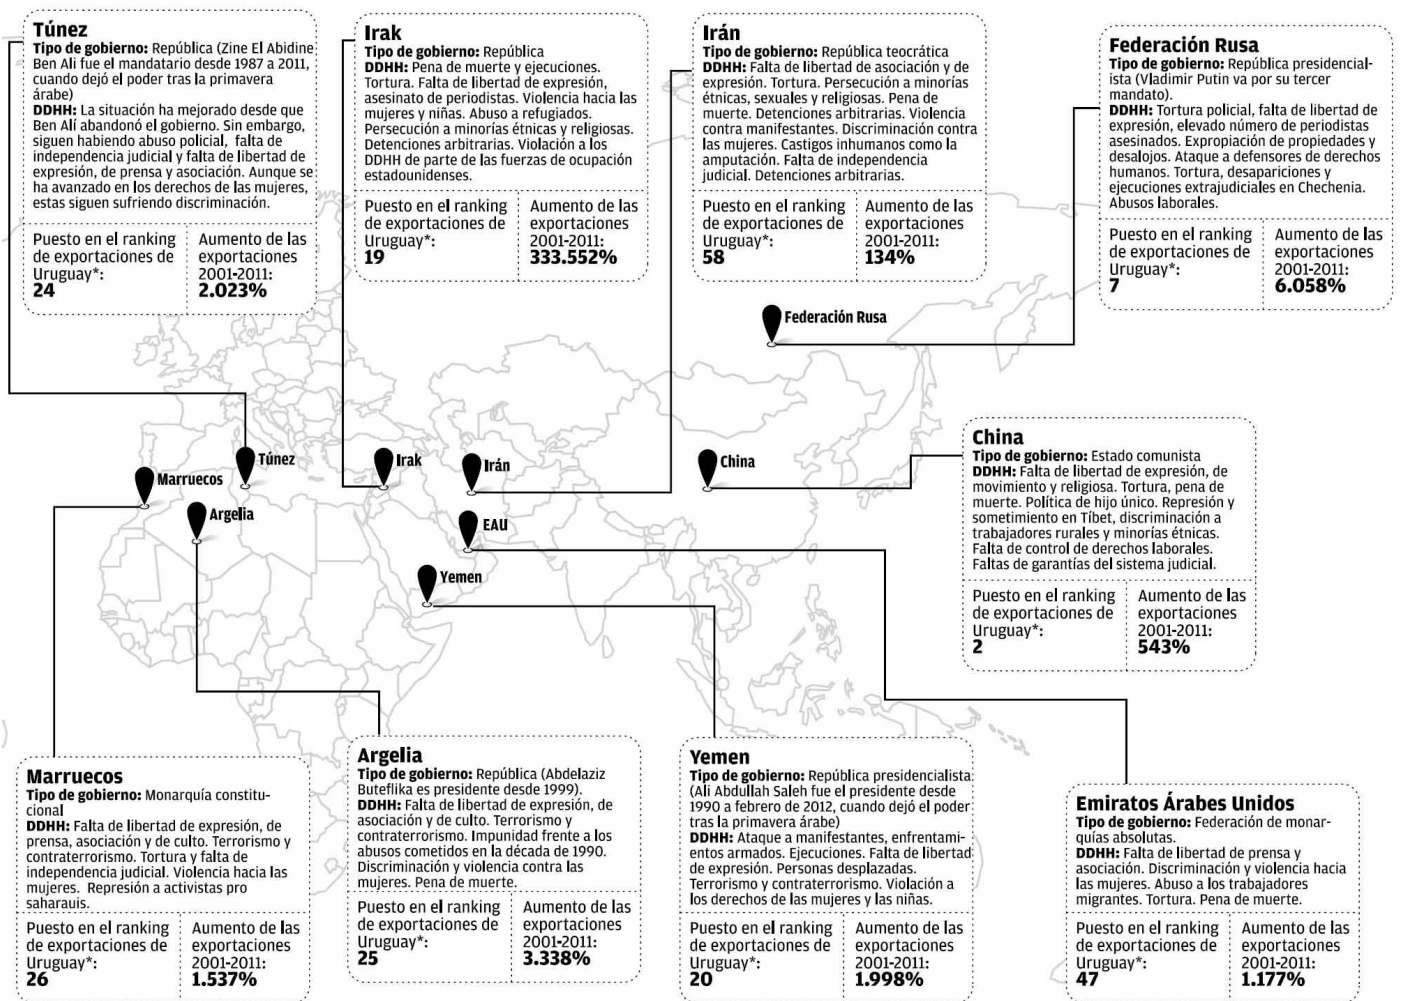 Túnez
Tipo de gobierno: República (Zine El Abidine
Ben Ali fue el mandatario desde 1987 a 2011,
cuando dejó el poder tras la primavera
árabe)
DDHH: La situación ha mejorado desde que
Ben Alí abandonó el gobierno. Sin embargo,
siguen habiendo abuso policial, falta de
independencia judicial y falta de libertad de
expresión, de prensa y asociación. Aunque se
ha avanzado en los derechos de las mujeres,
estas siguen sufriendo discriminación.
Puesto en el ranking
de exportaciones de
Uruguay*:
24
Aumento de las
exportaciones
2001-2011:
2.023%
Irak
Tipo de gobierno: República
DDHH: Pena de muerte y ejecuciones.
Tortura. Falta de libertad de expresión,
asesinato de periodistas. Violencia hacia las
mujeres y niñas. Abuso a refugiados.
Persecución a minorías étnicas y religiosas.
Detenciones arbitrarias. Violación a los
DDHH de parte de las fuerzas de ocupación
estadounidenses.
Puesto en el ranking
de exportaciones de
Uruguay*:
19
Aumento de las
exportaciones
2001-2011:
333.552%
Irán
Tipo de gobierno: República teocrática
DDHH: Falta de libertad de asociación y de
expresión. Tortura. Persecución a minorías
étnicas, sexuales y religiosas. Pena de
muerte. Detenciones arbitrarias. Violencia
contra manifestantes. Discriminación contra
las mujeres. Castigos inhumanos como la
amputación. Falta de independencia
judicial. Detenciones arbitrarias.
Puesto en el ranking
de exportaciones de
Uruguay*:
58
Aumento de las
exportaciones
2001-2011:
134%
Federación Rusa
Tipo de gobierno: República presidencial-
ista (Vladimir Putin va por su tercer
mandato).
DDHH: Tortura policial, falta de libertad de
expresión, elevado número de periodistas
asesinados. Expropiación de propiedades y
desalojos. Ataque a defensores de derechos
humanos. Tortura, desapariciones y
ejecuciones extrajudiciales en Chechenia.
Abusos laborales.
Puesto en el ranking
de exportaciones de
Uruguay*:
7
Aumento de las
exportaciones
2001-2011:
6.058%
Federación Rusa
Túnez
Irak
Irán
China
Marruecos
Argelia
EAU
Yemen
China
Tipo de gobierno: Estado comunista
DDHH: Falta de libertad de expresión, de
movimiento y religiosa. Tortura, pena de
muerte. Política de hijo único. Represión y
sometimiento en Tíbet, discriminación a
trabajadores rurales y minorías étnicas.
Falta de control de derechos laborales.
Faltas de garantías del sistema judicial.
Puesto en el ranking
de exportaciones de
Uruguay*:
2
Aumento de las
exportaciones
2001-2011:
543%
Marruecos
Tipo de gobierno: Monarquía constitu-
cional
DDHH: Falta de libertad de expresión, de
prensa, asociación y de culto. Terrorismo y
contraterrorismo. Tortura y falta de
independencia judicial. Violencia hacia las
mujeres. Represión a activistas pro
saharauis.
Puesto en el ranking
de exportaciones de
Uruguay*:
26
Aumento de las
exportaciones
2001-2011:
1.537%
Argelia
Tipo de gobierno: República (Abdelaziz
Buteflika es presidente desde 1999).
DDHH: Falta de libertad de expresión, de
asociación y de culto. Terrorismo y
contraterrorismo. Impunidad frente a los
abusos cometidos en la década de 1990.
Discriminación y violencia contra las
mujeres. Pena de muerte.
Puesto en el ranking
de exportaciones de
Uruguay*:
25
Aumento de las
exportaciones
2001-2011:
3.338%
Yemen
Tipo de gobierno: República presidencialista
(Ali Abdullah Saleh fue el presidente desde
1990 a febrero de 2012, cuando dejó el poder
tras la primavera árabe)
DDHH: Ataque a manifestantes, enfrentami-
entos armados. Ejecuciones. Falta de libertad
de expresión. Personas desplazadas.
Terrorismo y contraterrorismo. Violación a
los derechos de las mujeres y las niñas.
Puesto en el ranking
de exportaciones de
Uruguay*:
20
Aumento de las
exportaciones
2001-2011:
1.998%
Emiratos Árabes Unidos
Tipo de gobierno: Federación de monar-
quías absolutas.
DDHH: Falta de libertad de prensa y
asociación. Discriminación y violencia hacia
las mujeres. Abuso a los trabajadores
migrantes. Tortura. Pena de muerte.
Puesto en el ranking
de exportaciones de
Uruguay*:
47
Aumento de las
exportaciones
2001-2011:
1.177%